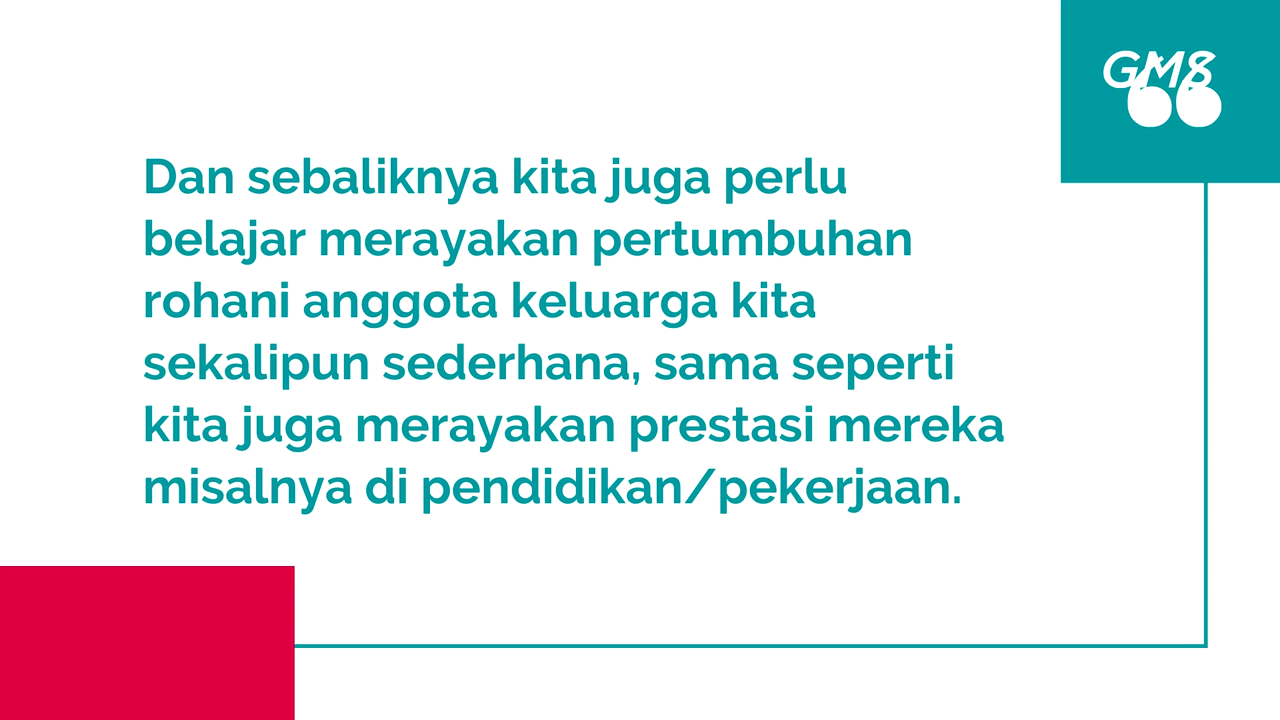 GMS
Dan sebaliknya kita juga perlu
belajar merayakan pertumbuhan
rohani anggota keluarga kita
sekalipun sederhana, sama seperti
kita juga merayakan prestasi mereka
misalnya di pendidikan/pekerjaan.